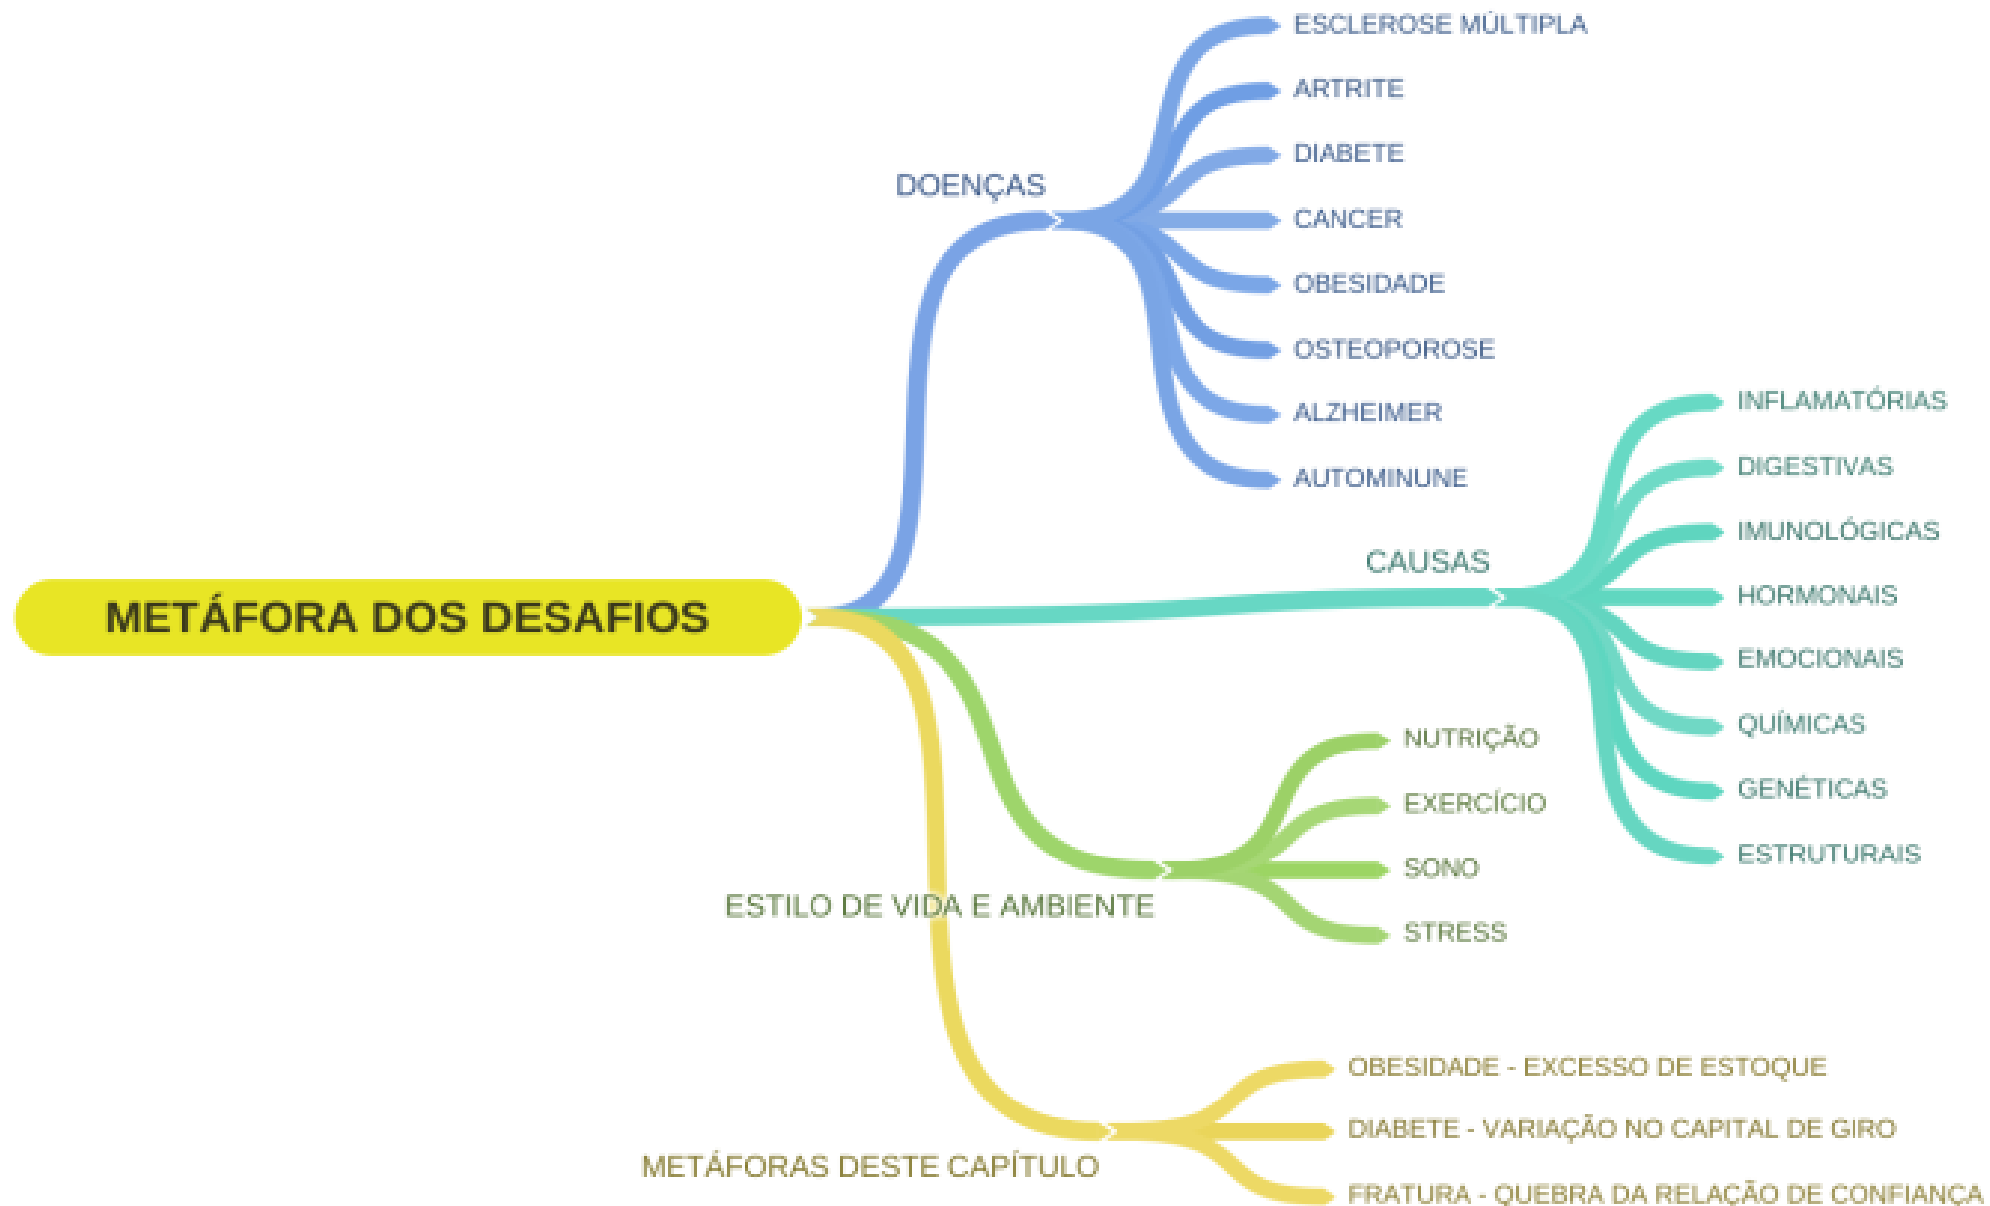 METÁFORA DOS DESAFIOS
DOENÇAS
ESCLEROSE MÚLTIPLA
ARTRITE
DIABETE
CANCER
OBESIDADE
OSTEOPOROSE
ALZHEIMER
AUTOMINUNE
CAUSAS
INFLAMATÓRIAS
DIGESTIVAS
IMUNOLÓGICAS
HORMONAIS
EMOCIONAIS
QUÍMICAS
GENÉTICAS
ESTRUTURAIS
ESTILO DE VIDA E AMBIENTE
NUTRIÇÃO
EXERCÍCIO
SONO
STRESS
METÁFORAS DESTE CAPÍTULO
OBESIDADE - EXCESSO DE ESTOQUE
DIABETE - VARIAÇÃO NO CAPITAL DE GIRO
FRATURA - QUEBRA DA RELAÇÃO DE CONFIANÇA